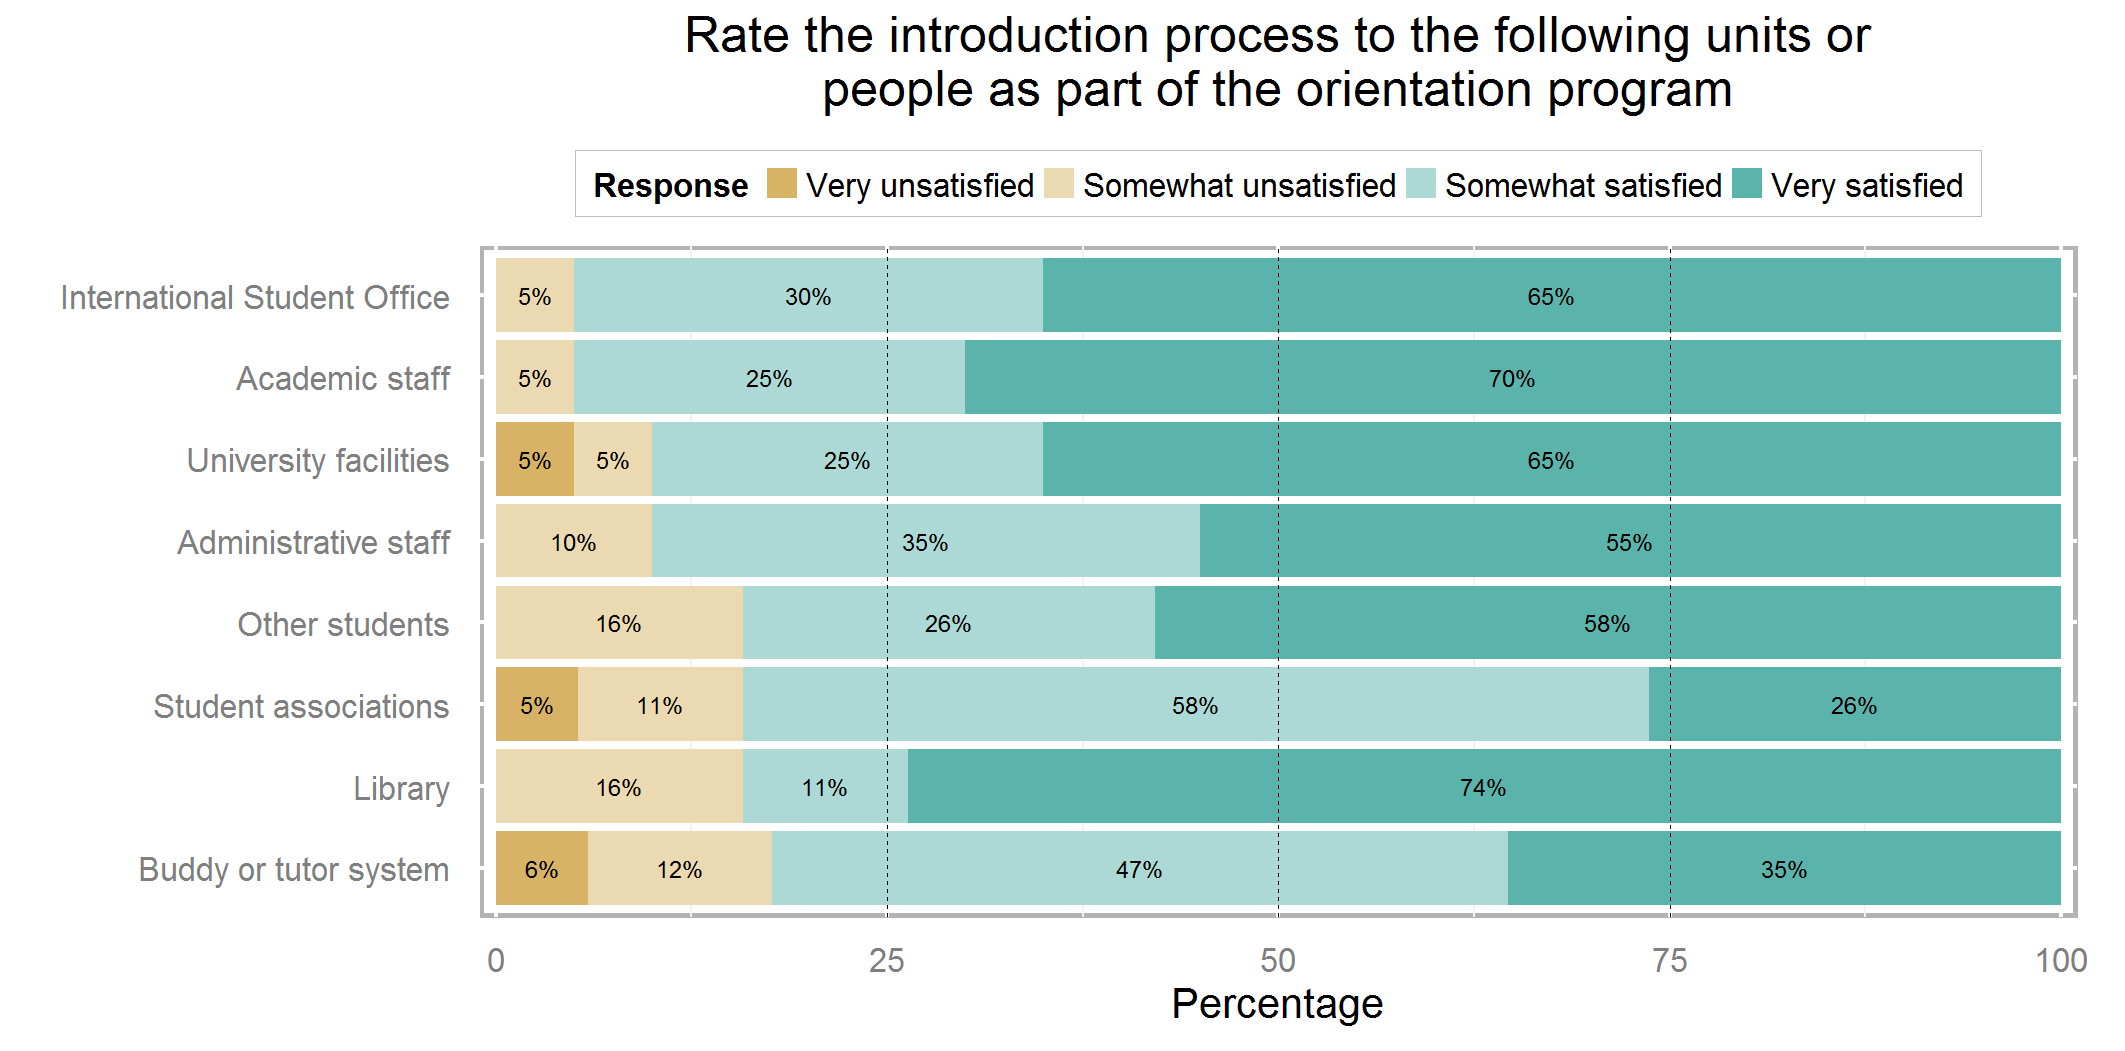 Rate the introduction process to the following units or
people as part of the orientation program
Response Very unsatisfied Somewhat unsatisfied Somewhat satisfied Very satisfied
International Student Office 5% 30% 65%
Academic staff 5% 25% 70%
University facilities 5% 5% 25% 65%
Administrative staff 10% 35% 55%
Other students 16% 26% 58%
Student associations 5% 11% 58% 26%
Library 16% 11% 74%
Buddy or tutor system 6% 12% 47% 35%
0 25 50 75 100
Percentage